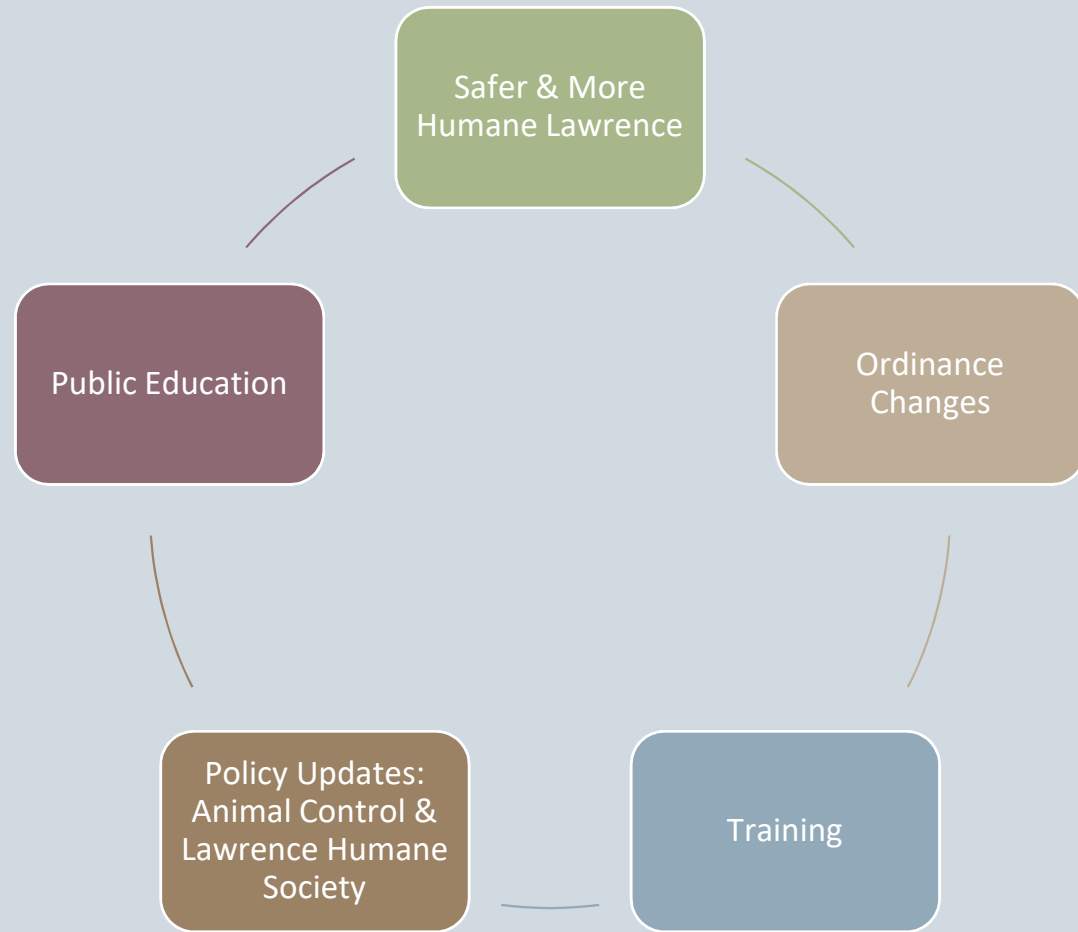 Safer & More
Humane Lawrence
Ordinance
Changes
Training
Policy Updates:
Animal Control &
Lawrence Humane
Society
Public Education